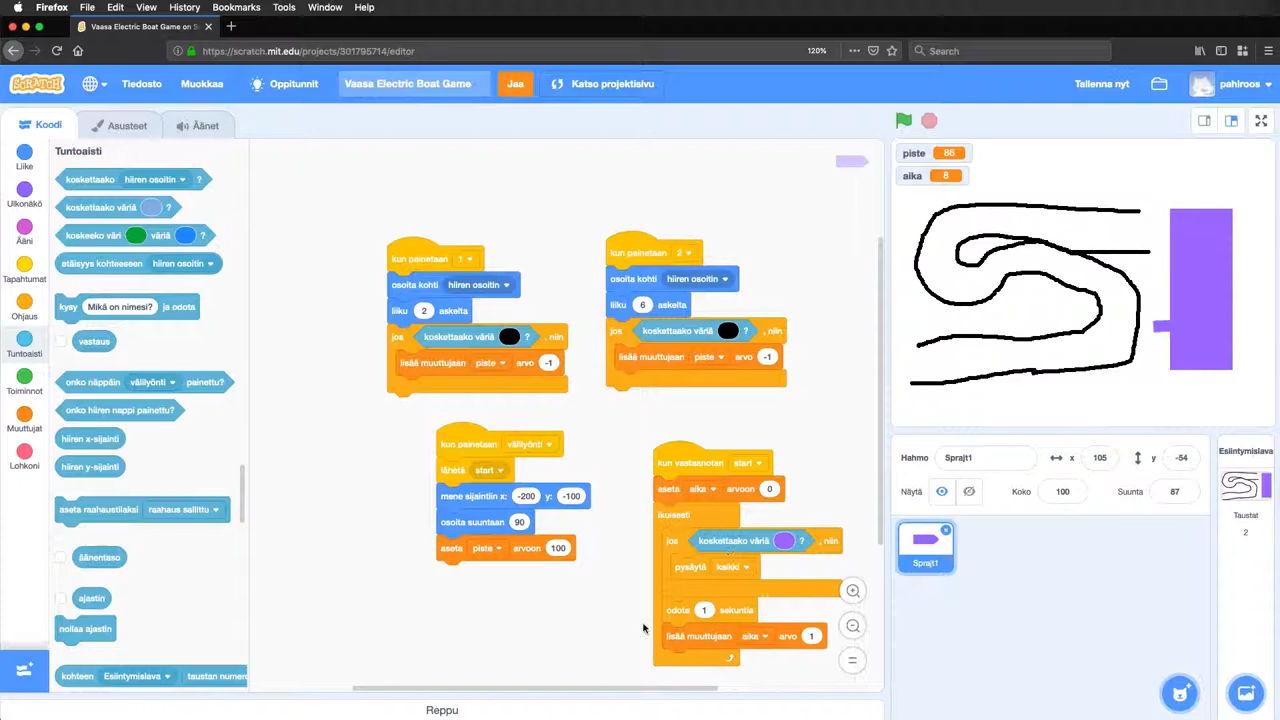 Firefox File Edit View History Bookmarks Tools Window Help
Vaasa Electric Boat Game on S
https://scratch.mit.edu/projects/301795714/editor 120% Search
SCRATCH Tiedosto Muokkaa Oppitunnit Vaasa Electric Boat Game Jaa Katso projektisivu Tallenna nyt pahlroos
Koodi Asusteet Äänet
Liike
Ulkonäkö
Ääni
Tapahtumat
Ohjaus
Tuntoaisti
Toiminnot
Muuttujat
Lohkoni
Tuntoaisti
koskettaako hiiren osoitin ?
koskettaako väriä ?
koskeeko väri väriä ?
etäisyys kohteeseen hiiren osoitin
kysy Mikä on nimesi? ja odota
vastaus
onko näppäin välilyönti painettu?
onko hiiren nappi painettu?
hiiren x-sijainti
hiiren y-sijainti
aseta raahaustilaksi raahaus sallittu
äänentaso
ajastin
nollaa ajastin
kohteen Esiintymislava taustan numero
kun painetaan 1
osoita kohti hiiren osoitin
liiku 2 askelta
jos koskettaako väriä ? , niin
lisää muuttujaan piste arvo -1
kun painetaan 2
osoita kohti hiiren osoitin
liiku 6 askelta
jos koskettaako väriä ? , niin
lisää muuttujaan piste arvo -1
kun painetaan välilyönti
lähetä start
mene sijaintiin x: -200 y: -100
osoita suuntaan 90
aseta piste arvoon 100
kun vastaanotan start
aseta aika arvoon 0
ikuisesti
jos koskettaako väriä ? , niin
pysäytä kaikki
odota 1 sekuntia
lisää muuttujaan aika arvo 1
piste 86
aika 8
Hahmo Sprajt1 x 105 y -54
Näytä Koko 100 Suunta 87
Sprajt1
Esiintymislava
Taustat
2
Reppu